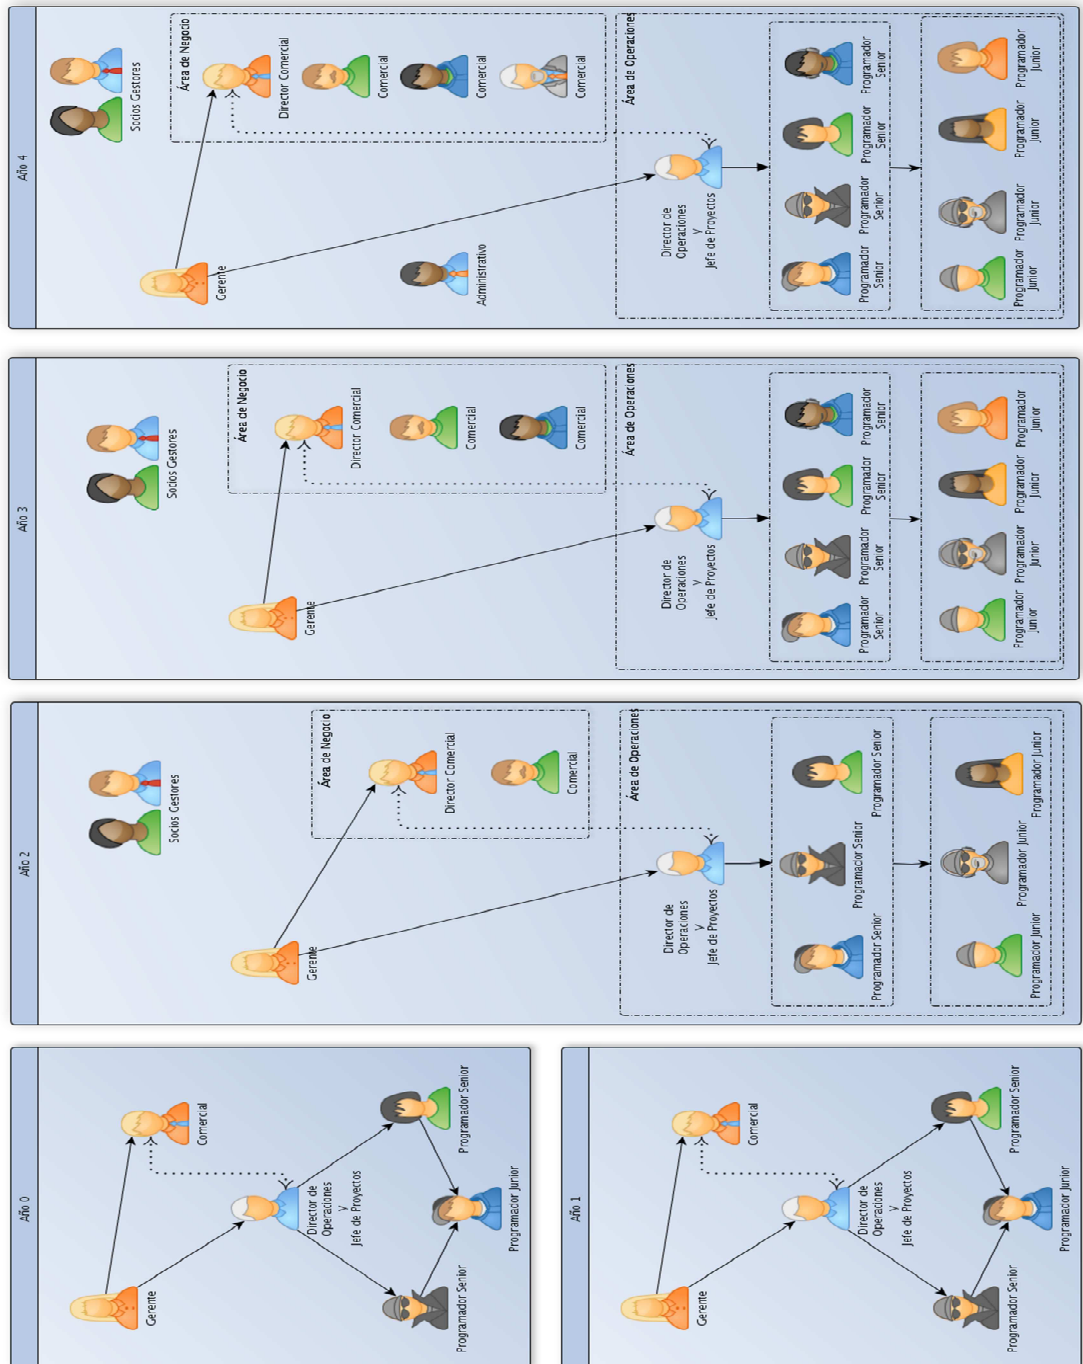 Año 0
Gerente
Comercial
Director de
Operaciones
y
Jefe de Proyectos
Programador Senior
Programador Senior
Programador Junior
Año 1
Gerente
Comercial
Director de
Operaciones
y
Jefe de Proyectos
Programador Senior
Programador Senior
Programador Junior
Año 2
Socios Gestores
Gerente
Área de Negocio
Director Comercial
Comercial
Área de Operaciones
Director de
Operaciones
y
Jefe de Proyectos
Programador Senior
Programador Senior
Programador Senior
Programador Junior
Programador Junior
Programador Junior
Año 3
Socios Gestores
Gerente
Área de Negocio
Director Comercial
Comercial
Comercial
Área de Operaciones
Director de
Operaciones
y
Jefe de Proyectos
Programador
Senior
Programador
Senior
Programador
Senior
Programador
Senior
Programador
Junior
Programador
Junior
Programador
Junior
Programador
Junior
Año 4
Socios Gestores
Gerente
Área de Negocio
Director Comercial
Comercial
Comercial
Comercial
Administrativo
Área de Operaciones
Director de
Operaciones
y
Jefe de Proyectos
Programador
Senior
Programador
Senior
Programador
Senior
Programador
Senior
Programador
Junior
Programador
Junior
Programador
Junior
Programador
Junior